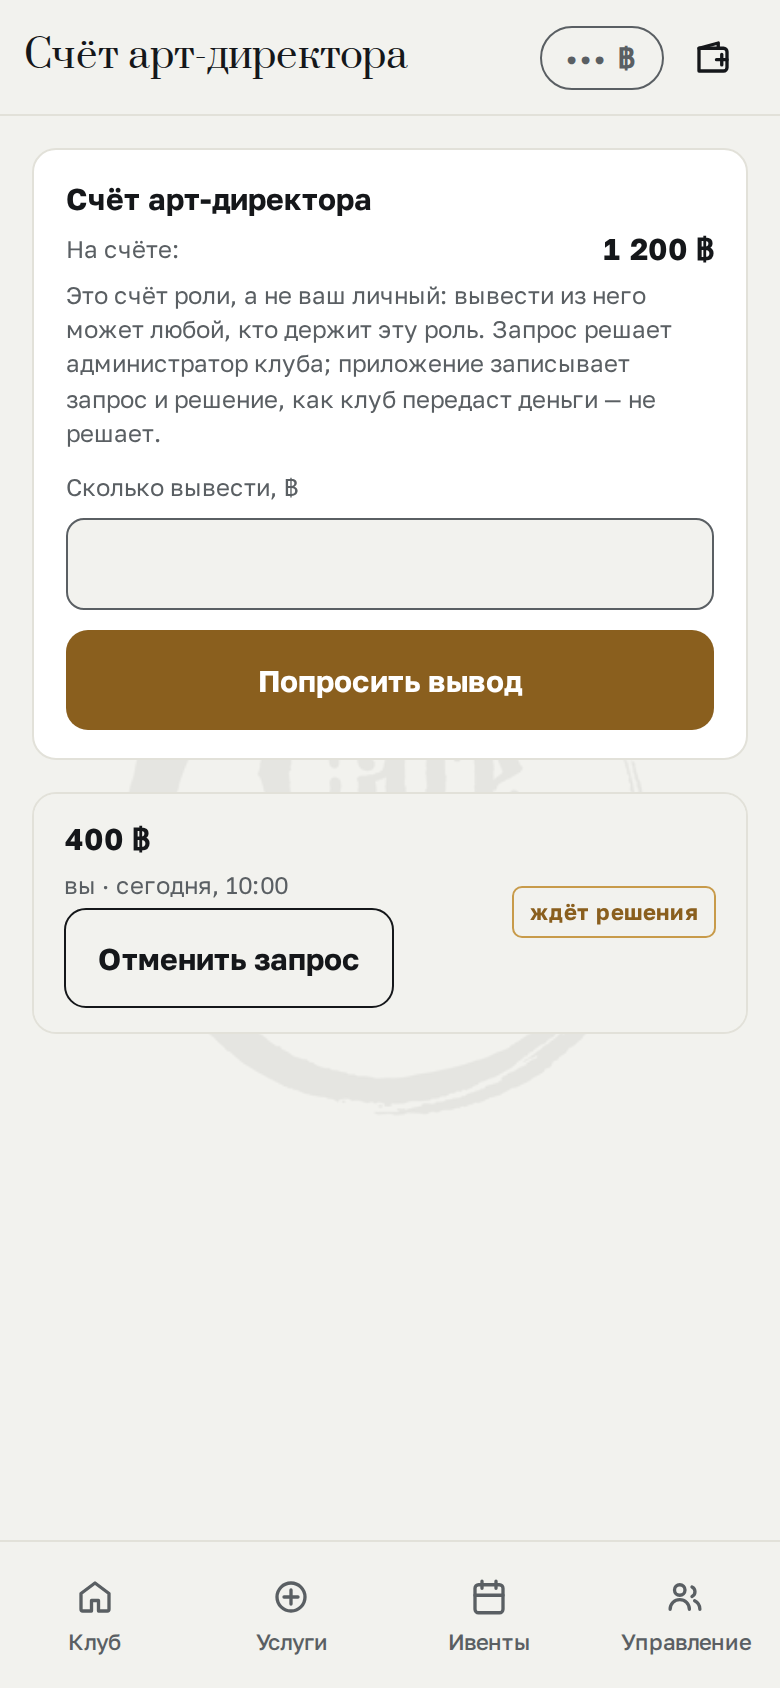 Счёт арт-директора
••• ฿
Счёт арт-директора
На счёте:
1 200 ฿
Это счёт роли, а не ваш личный: вывести из него
может любой, кто держит эту роль. Запрос решает
администратор клуба; приложение записывает
запрос и решение, как клуб передаст деньги — не
решает.
Сколько вывести, ฿
Попросить вывод
400 ฿
вы · сегодня, 10:00
ждёт решения
Отменить запрос
Клуб
Услуги
Ивенты
Управление